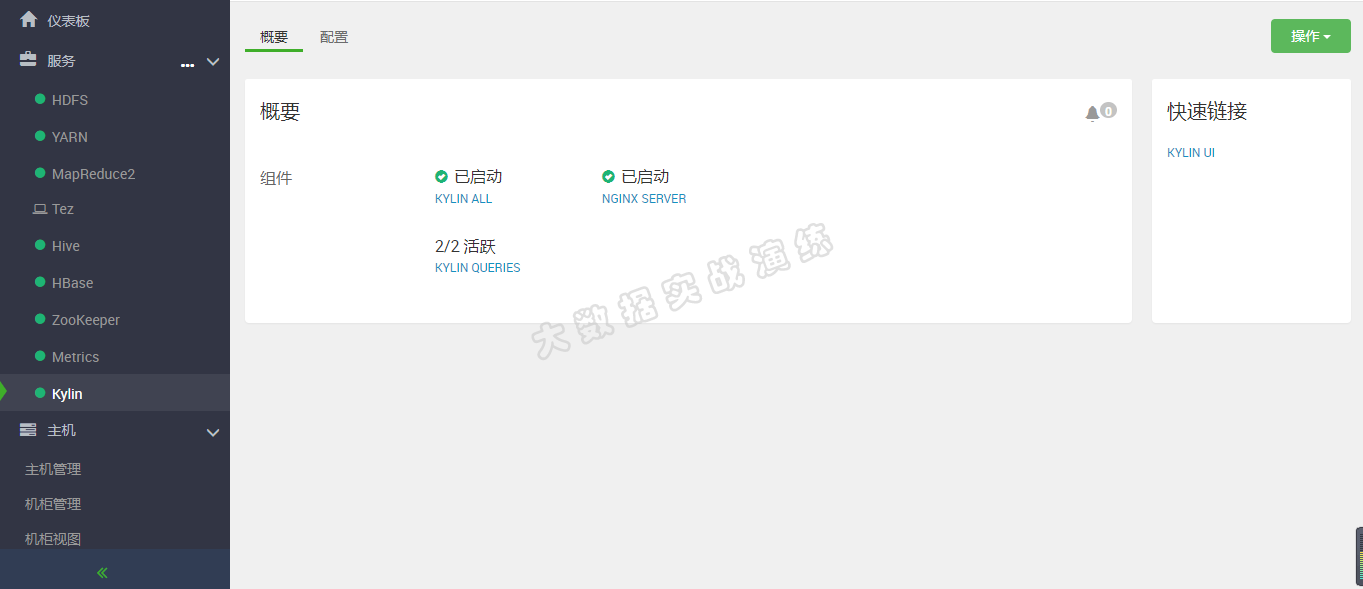 仪表板
服务
...
HDFS
YARN
MapReduce2
Tez
Hive
HBase
ZooKeeper
Metrics
Kylin
主机
主机管理
机柜管理
机柜视图
概要 配置
操作
概要
0
组件
已启动
KYLIN ALL
已启动
NGINX SERVER
2/2 活跃
KYLIN QUERIES
快速链接
KYLIN UI
大数据实战演练